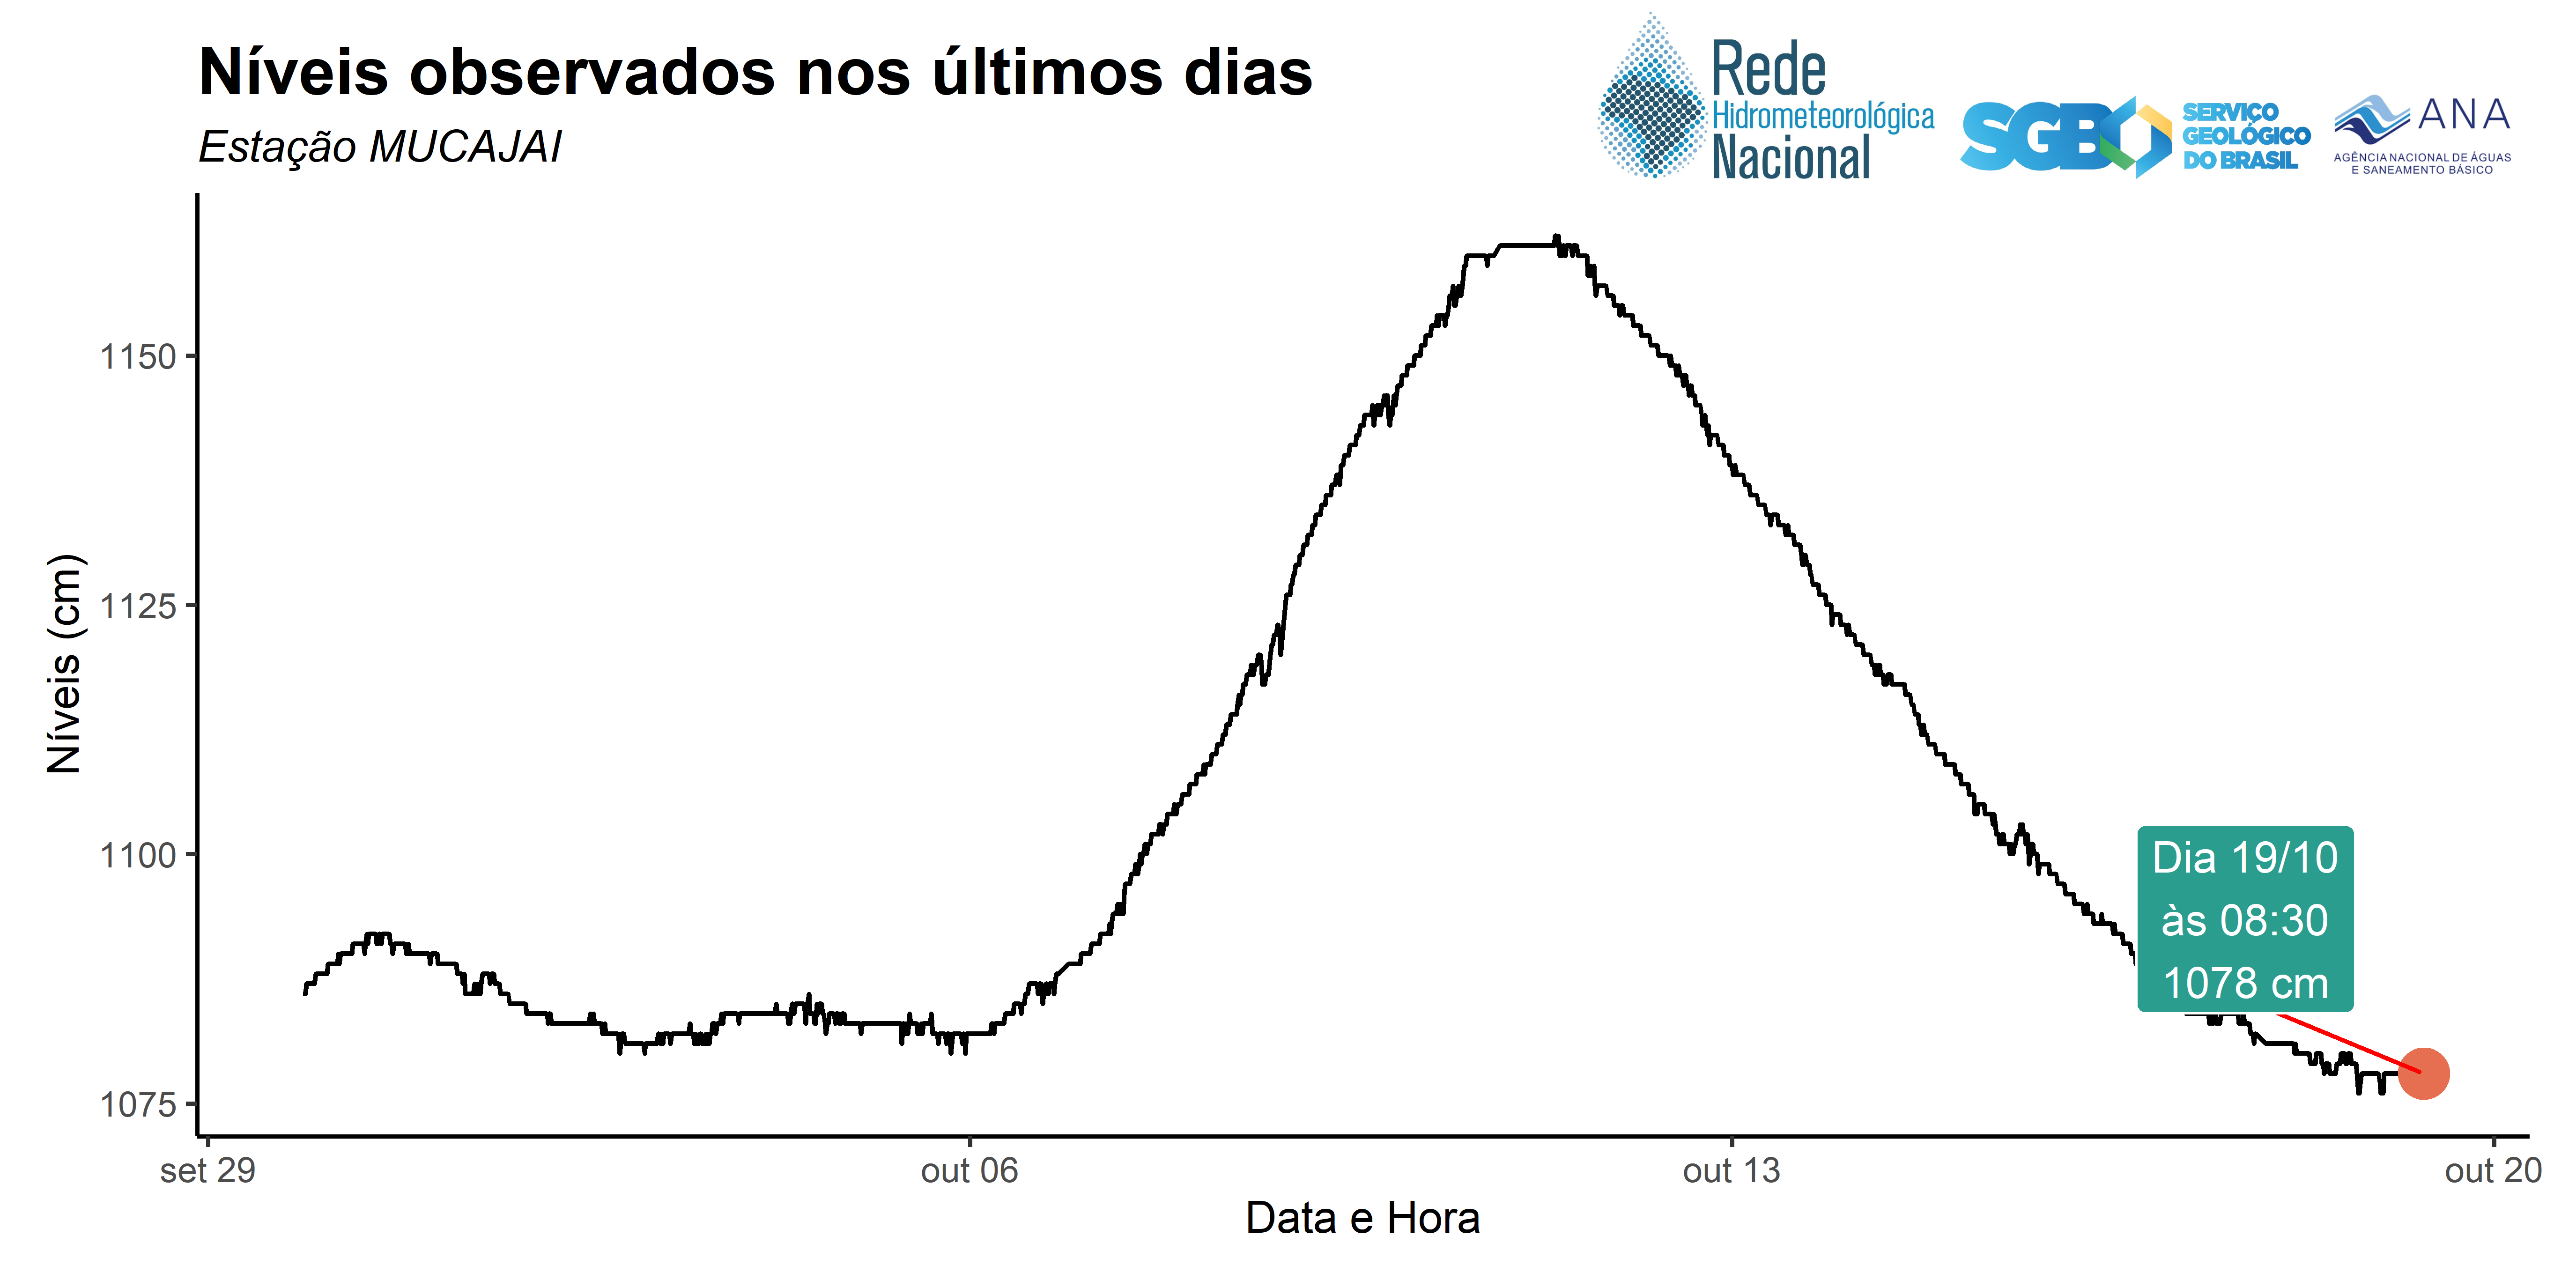 Níveis observados nos últimos dias
Estação MUCAJAI
Rede
Hidrometeorológica
Nacional
SGB
SERVIÇO
GEOLÓGICO
DO BRASIL
ANA
AGÊNCIA NACIONAL DE ÁGUAS
E SANEAMENTO BÁSICO
Níveis (cm)
1150
1125
1100
1075
Dia 19/10
às 08:30
1078 cm
set 29
out 06
out 13
out 20
Data e Hora